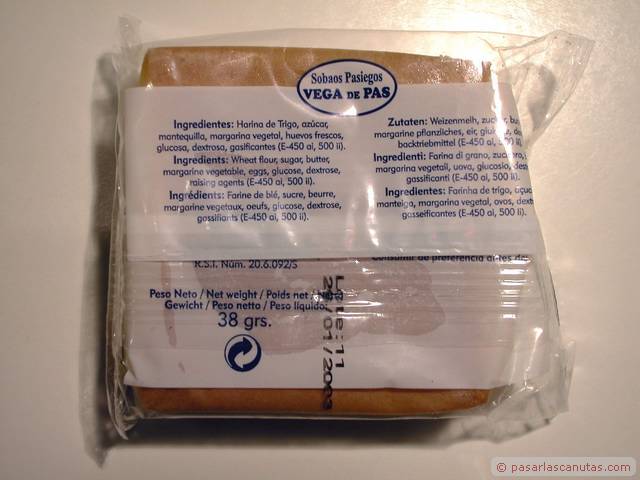 Sobaos Pasiegos
VEGA DE PAS
Ingredientes: Harina de Trigo, azúcar,
mantequilla, margarina vegetal, huevos frescos,
glucosa, dextrosa, gasificantes (E-450 ai, 500 ii).
Ingredients: Wheat flour, sugar, butter,
margarine vegetable, eggs, glucose, dextrose,
raising agents (E-450 ai, 500 ii).
Ingrédients: Farine de blé, sucre, beurre,
margarine vegetaux, oeufs, glucose, dextrose,
gassifiants (E-450 ai, 500 ii).
Zutaten: Weizenmelh,
margarine pflanzliches, eir,
backtriebmittel (E-450 ai, 500 ii).
Ingredienti: Farina di grano,
margarina vegetall, uova, glucosio,
gassificanti (E-450 ai, 500 ii).
Ingredientes: Farinha di trigo,
manteiga, margarina vegetal, ovos,
gasseificantes (E-450 ai, 500 ii).
R.S.I. Núm. 20.6.092/S
Consumir de preferencia antes de
Peso Neto / Net weight / Poids net
Gewicht / Peso netto / Peso líquido:
38 grs.
© pasarlascanutas.com